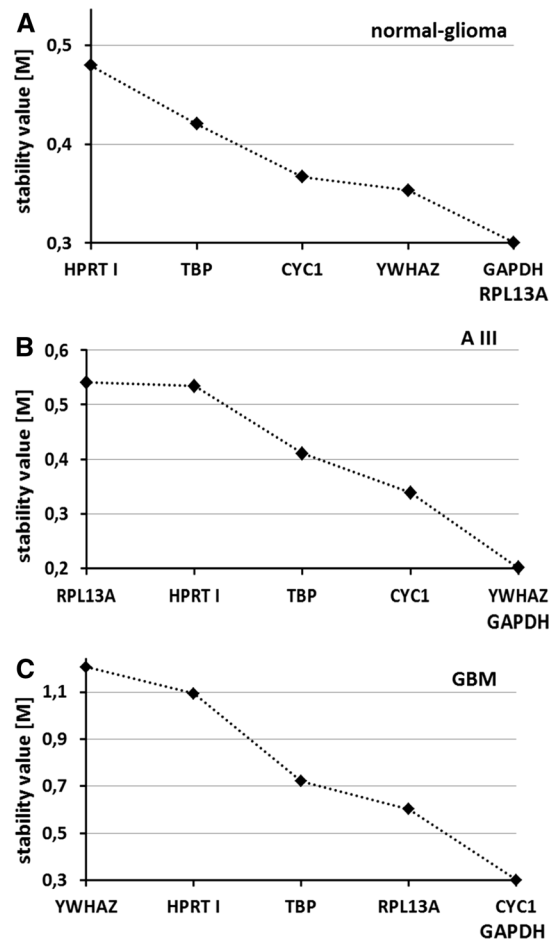 A
normal-glioma
stability value [M]
0,5
0,4
0,3
HPRT I TBP CYC1 YWHAZ GAPDH
RPL13A
B
A III
stability value [M]
0,6
0,5
0,4
0,3
0,2
RPL13A HPRT I TBP CYC1 YWHAZ
GAPDH
C
GBM
stability value [M]
1,1
0,9
0,7
0,5
0,3
YWHAZ HPRT I TBP RPL13A CYC1
GAPDH